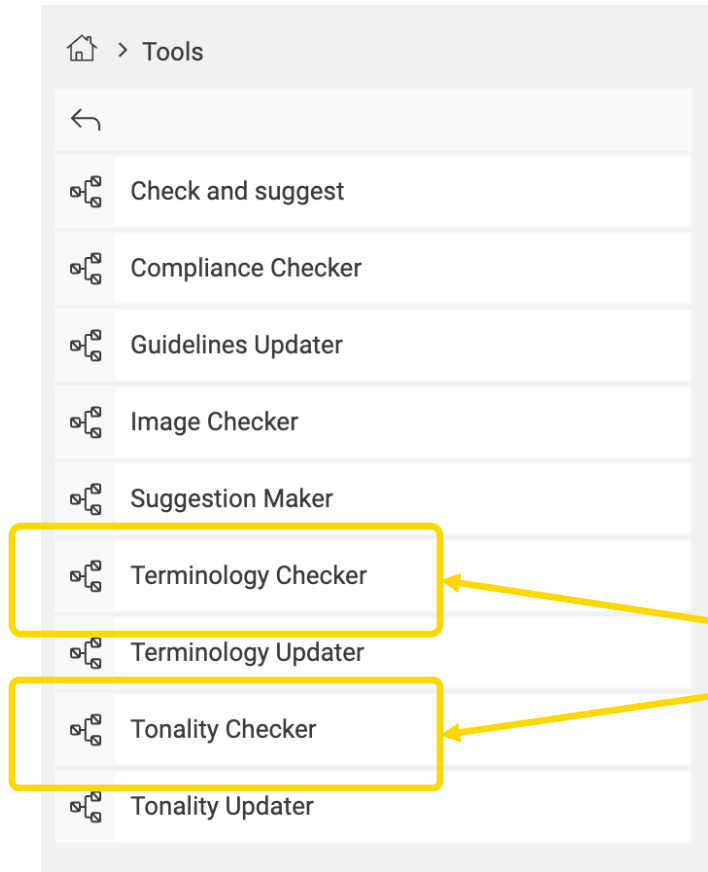 > Tools
Check and suggest
Compliance Checker
Guidelines Updater
Image Checker
Suggestion Maker
Terminology Checker
Terminology Updater
Tonality Checker
Tonality Updater